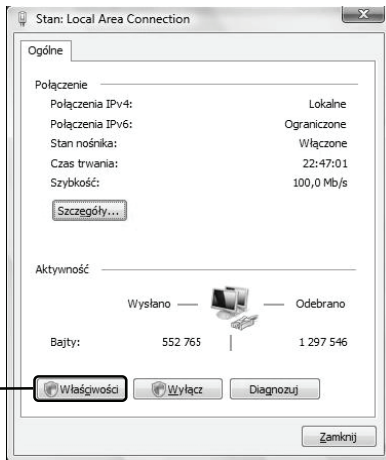 Stan: Local Area Connection
Ogólne
Połączenie
Połączenia IPv4: Lokalne
Połączenia IPv6: Ograniczone
Stan nośnika: Włączone
Czas trwania: 22:47:01
Szybkość: 100,0 Mb/s
Szczegóły...
Aktywność
Wysłano — — Odebrano
Bajty: 552 765 | 1 297 546
Właściwości Wyłącz Diagnozuj
Zamknij